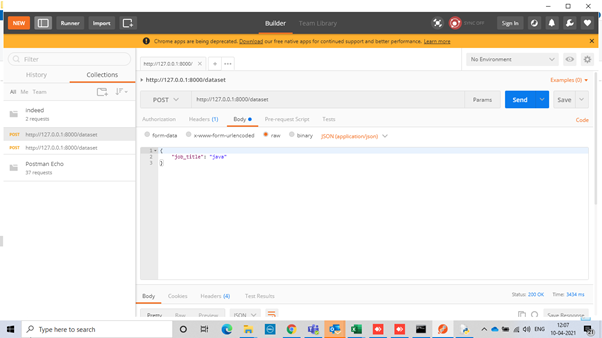 NEW Runner Import Builder Team Library SYNC OFF Sign In
Chrome apps are being deprecated. Download our free native apps for continued support and better performance. Learn more
Filter
History Collections
All Me Team
indeed
2 requests
POST http://127.0.0.1:8000/dataset
POST http://127.0.0.1:8000/dataset
Postman Echo
37 requests
http://127.0.0.1:8000/ No Environment
http://127.0.0.1:8000/dataset Examples (0)
POST http://127.0.0.1:8000/dataset Params Send Save
Authorization Headers (1) Body Pre-request Script Tests Code
form-data x-www-form-urlencoded raw binary JSON (application/json)
1 {
2 "job_title": "java"
3 }
Body Cookies Headers (4) Test Results Status: 200 OK Time: 3434 ms
Pretty Raw Preview JSON Save Response
Type here to search ENG 12:07
10-04-2021